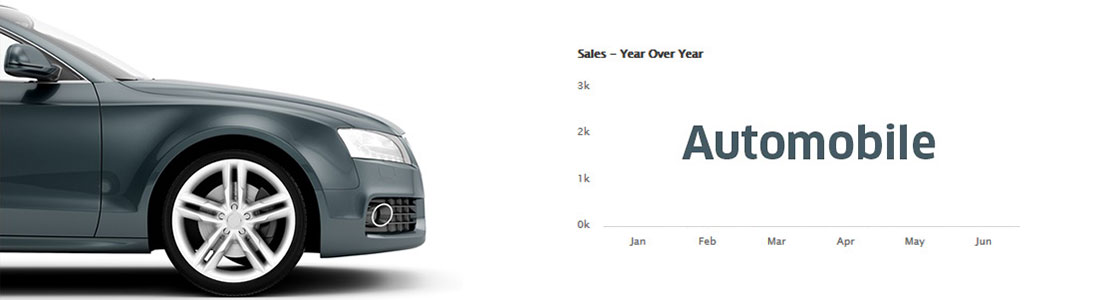 Sales - Year Over Year
3k
2k
Automobile
1k
0k
Jan Feb Mar Apr May Jun